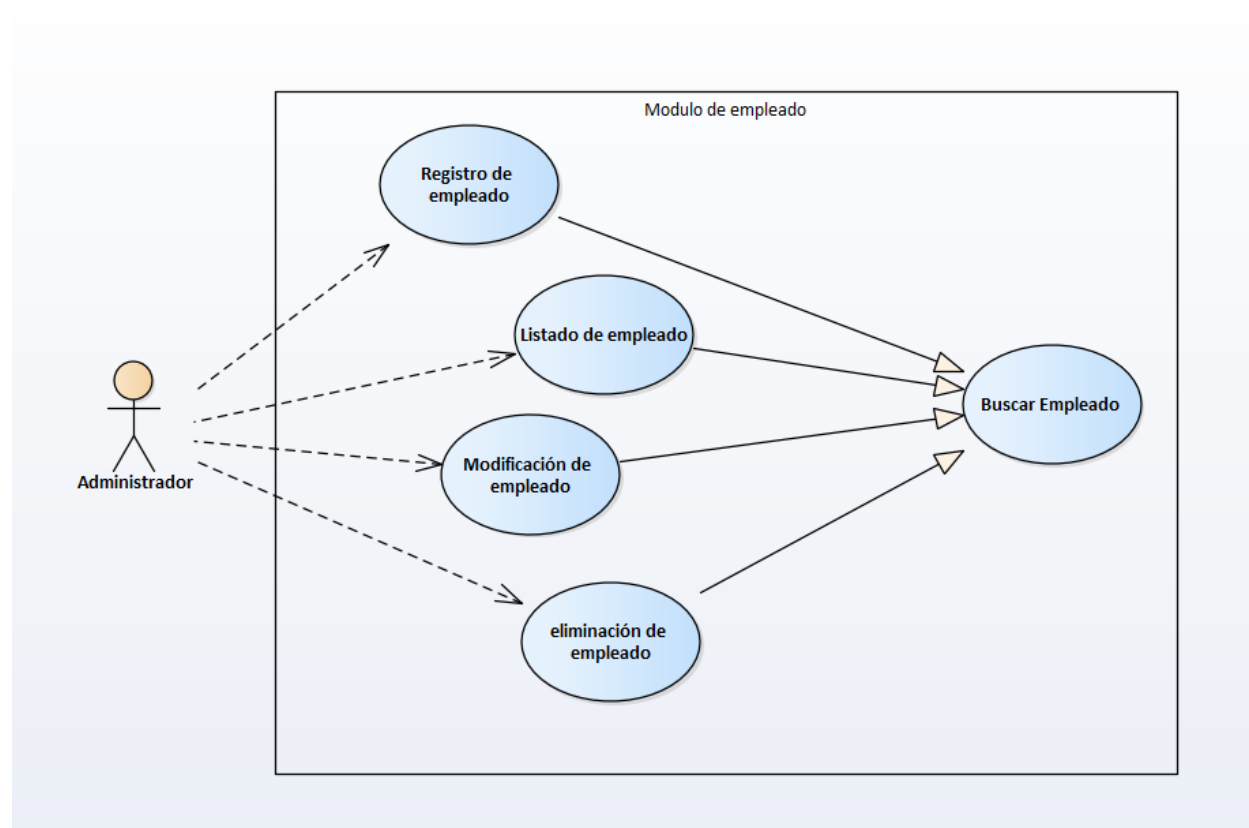 Modulo de empleado
Registro de
empleado
Listado de empleado
Buscar Empleado
Modificación de
empleado
Administrador
eliminación de
empleado